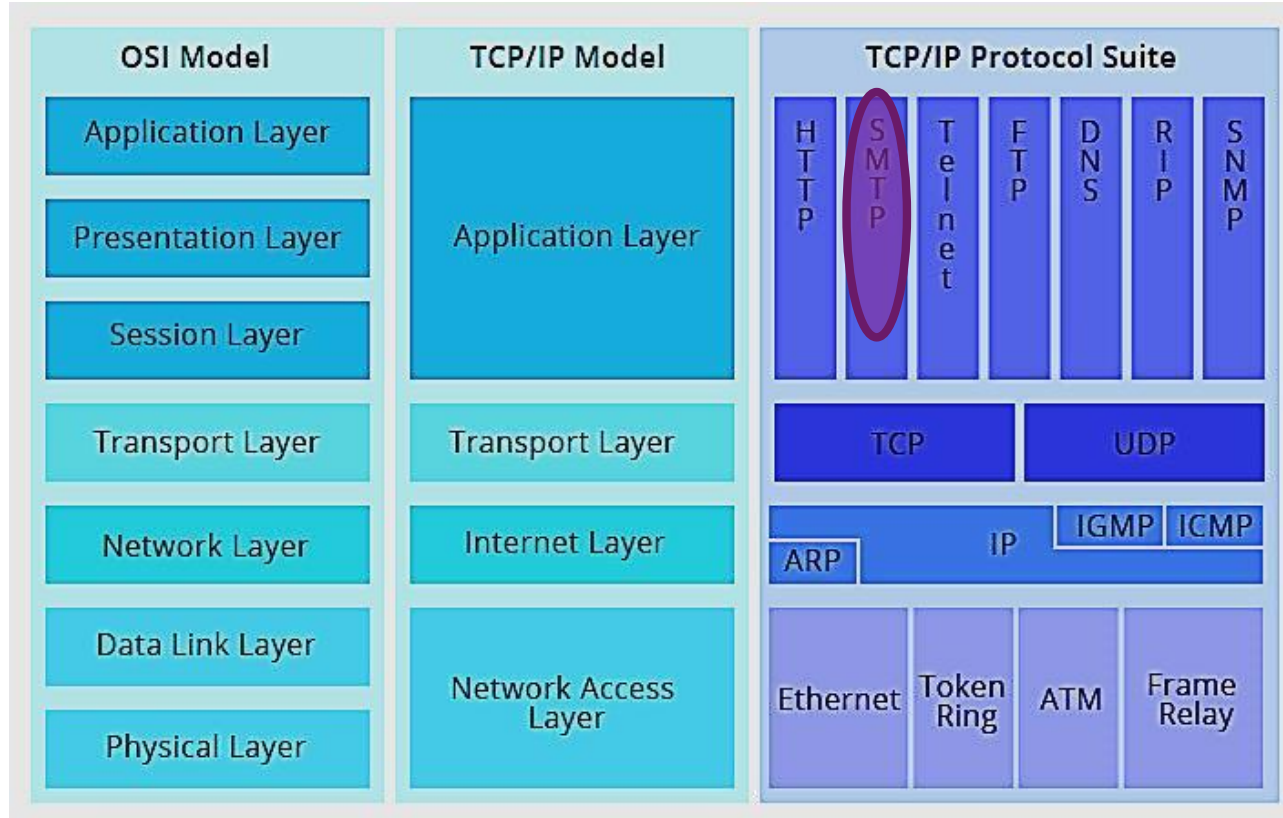 OSI Model
Application Layer
Presentation Layer
Session Layer
Transport Layer
Network Layer
Data Link Layer
Physical Layer
TCP/IP Model
Application Layer
Transport Layer
Internet Layer
Network Access
Layer
TCP/IP Protocol Suite
HTTP
SMTP
Telnet
FTP
DNS
RIP
SNMP
TCP
UDP
IP
IGMP
ICMP
ARP
Ethernet
Token
Ring
ATM
Frame
Relay